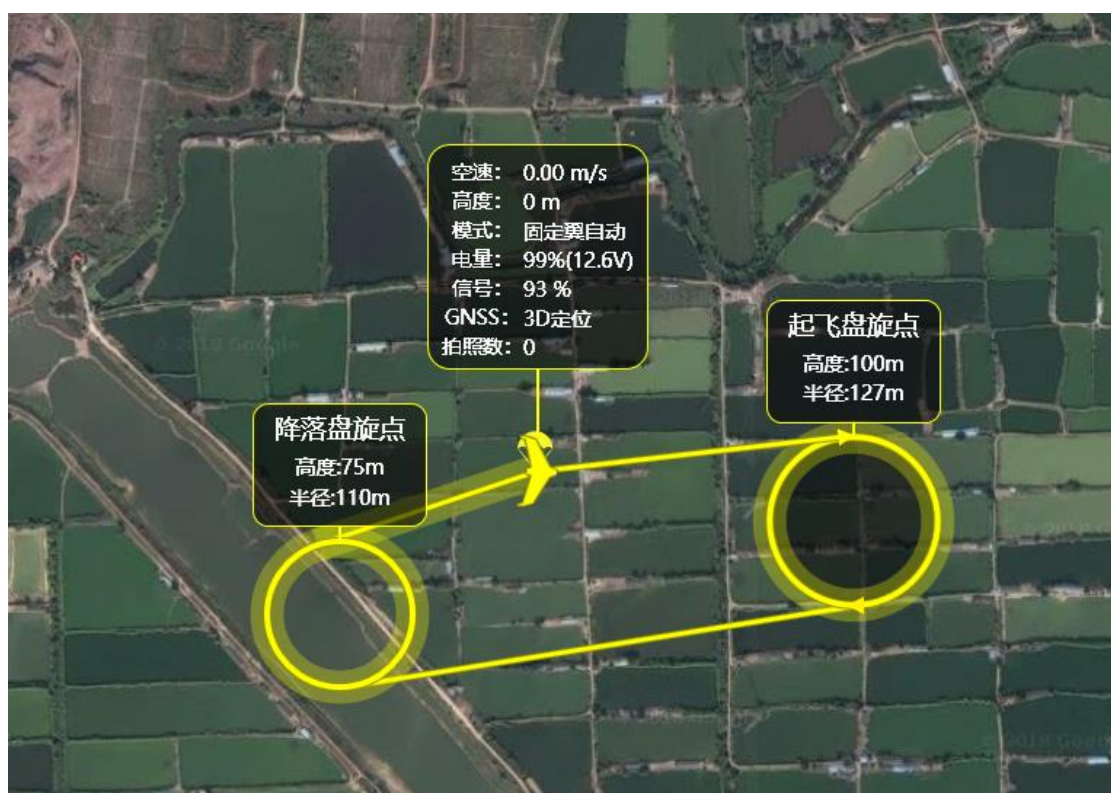 空速： 0.00 m/s
高度： 0 m
模式： 固定翼自动
电量： 99%(12.6V)
信号： 93 %
GNSS： 3D定位
拍照数： 0
起飞盘旋点
高度:100m
半径:127m
降落盘旋点
高度:75m
半径:110m